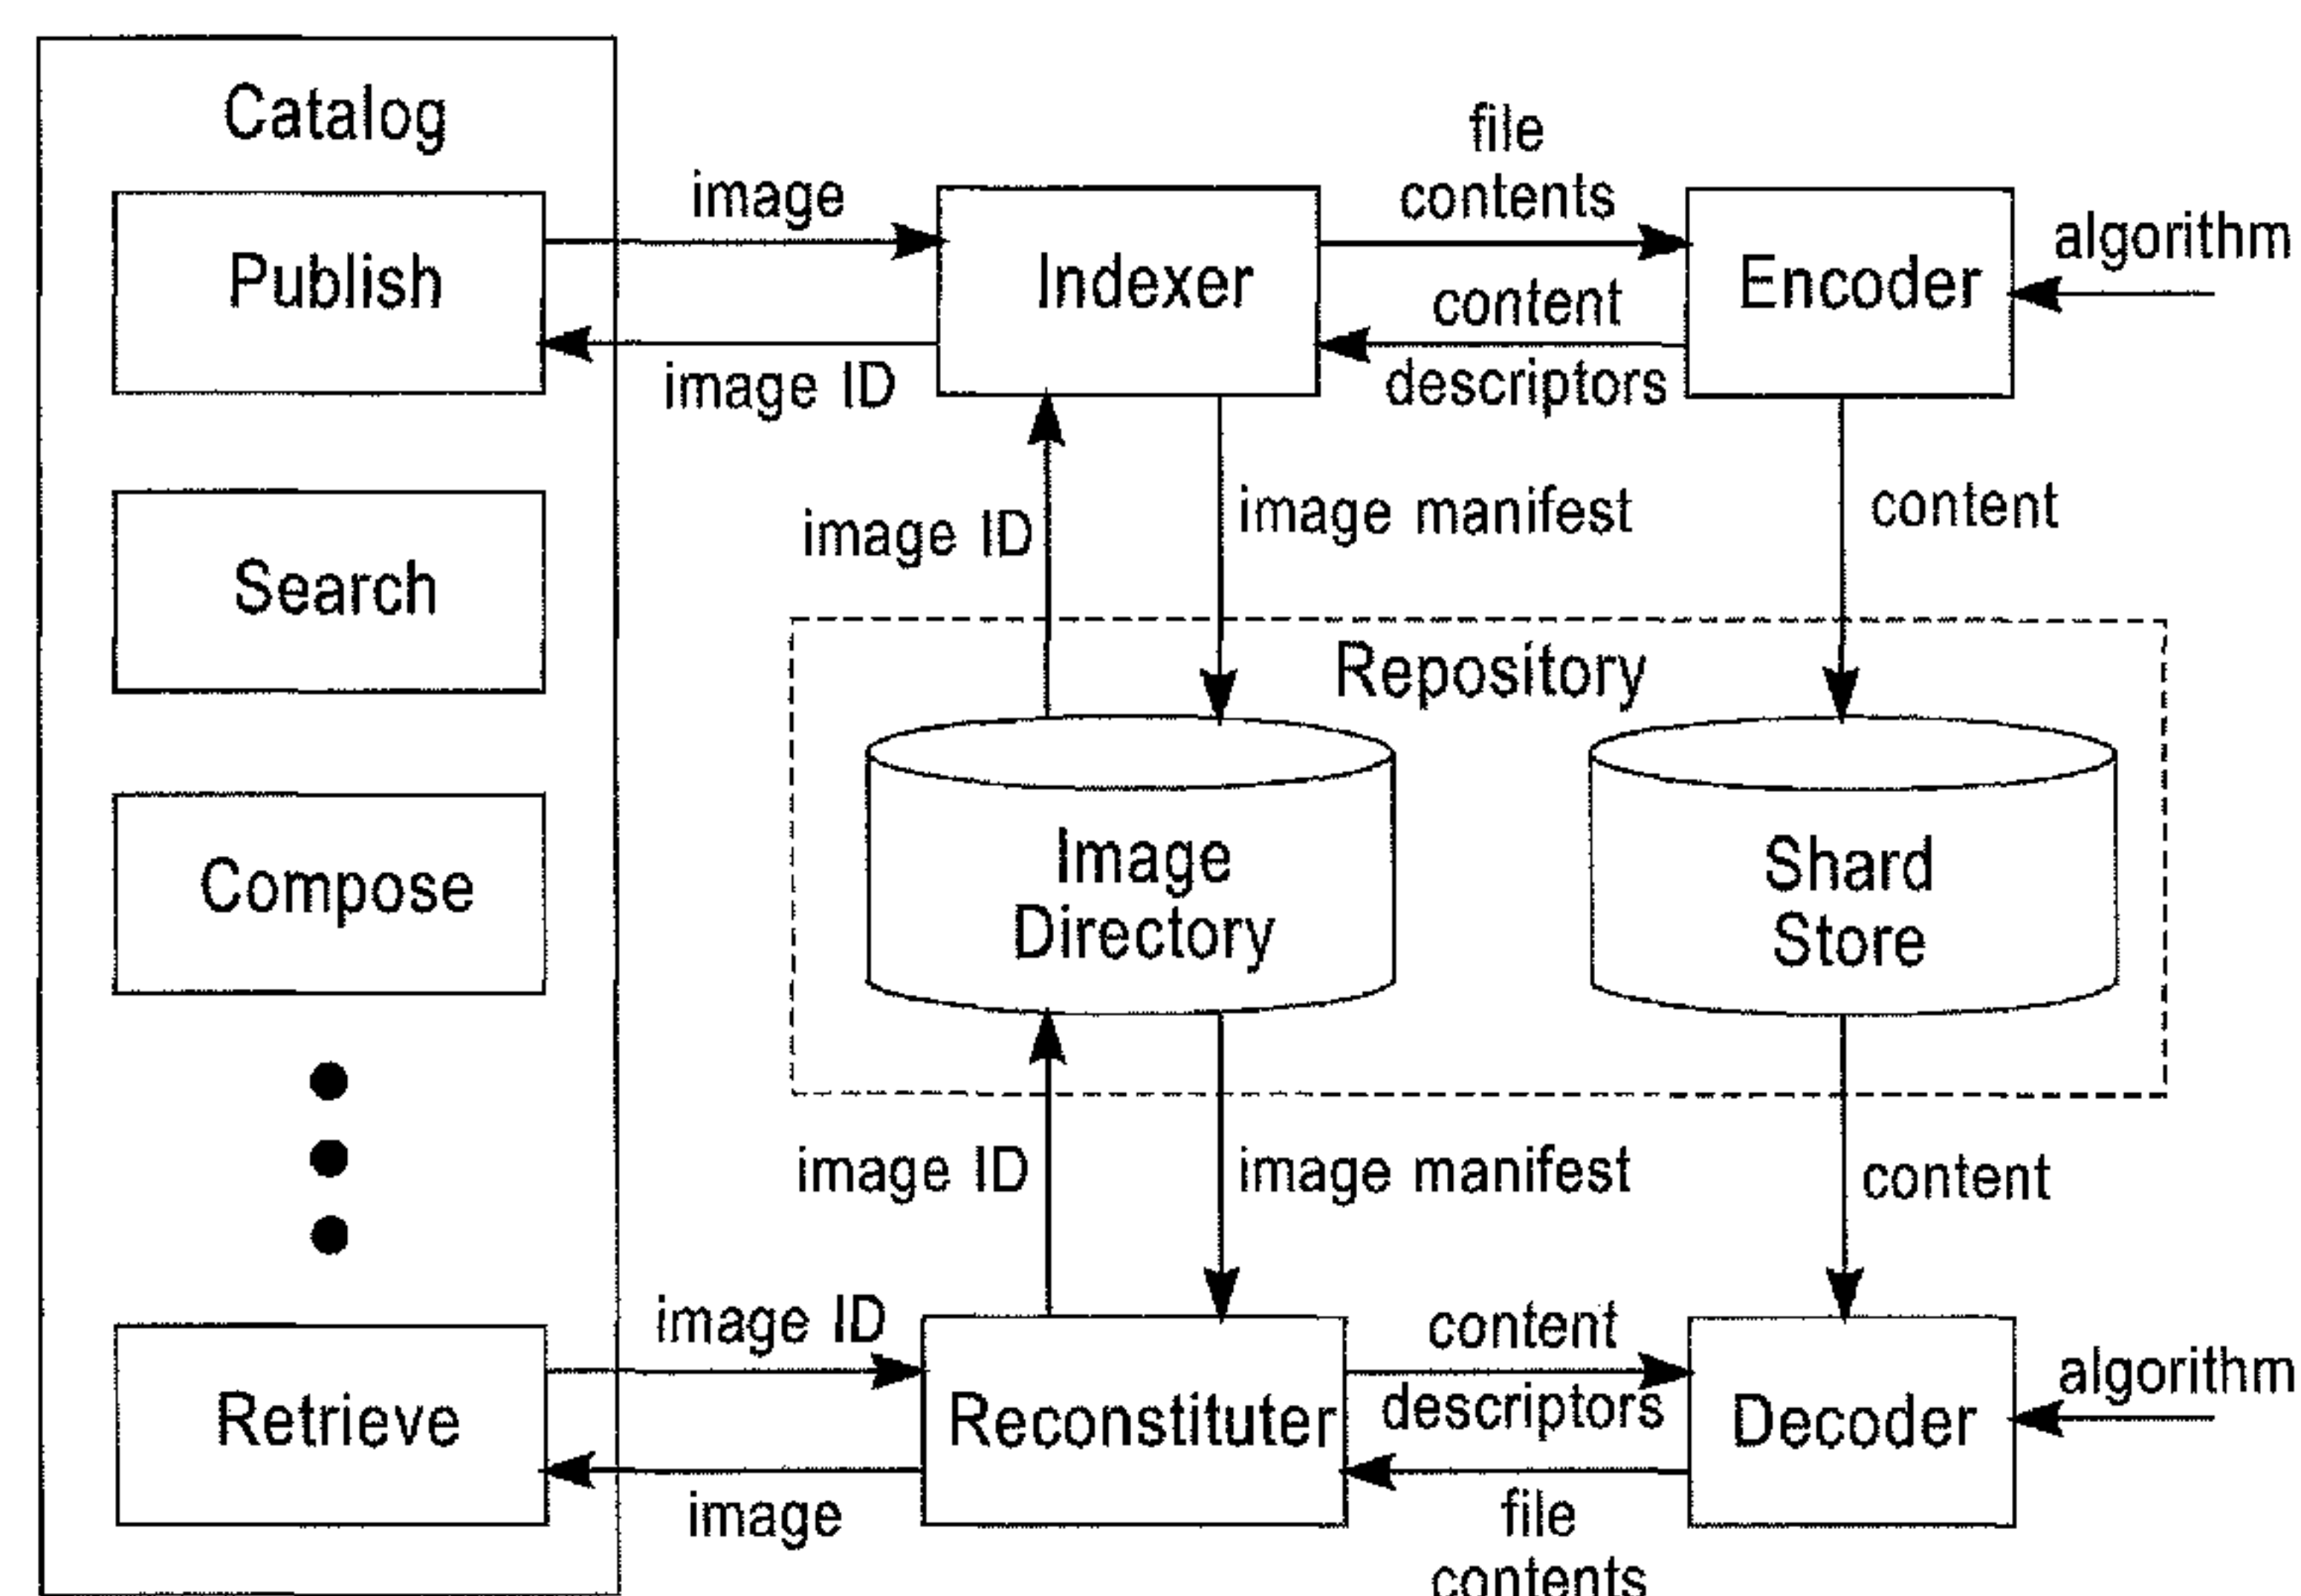 Catalog
Publish
Search
Compose
Retrieve
image
image ID
Indexer
file
contents
content
descriptors
Encoder
algorithm
image ID
image manifest
content
Repository
Image
Directory
Shard
Store
image ID
image manifest
content
image ID
image
Reconstituter
content
descriptors
file
contents
Decoder
algorithm